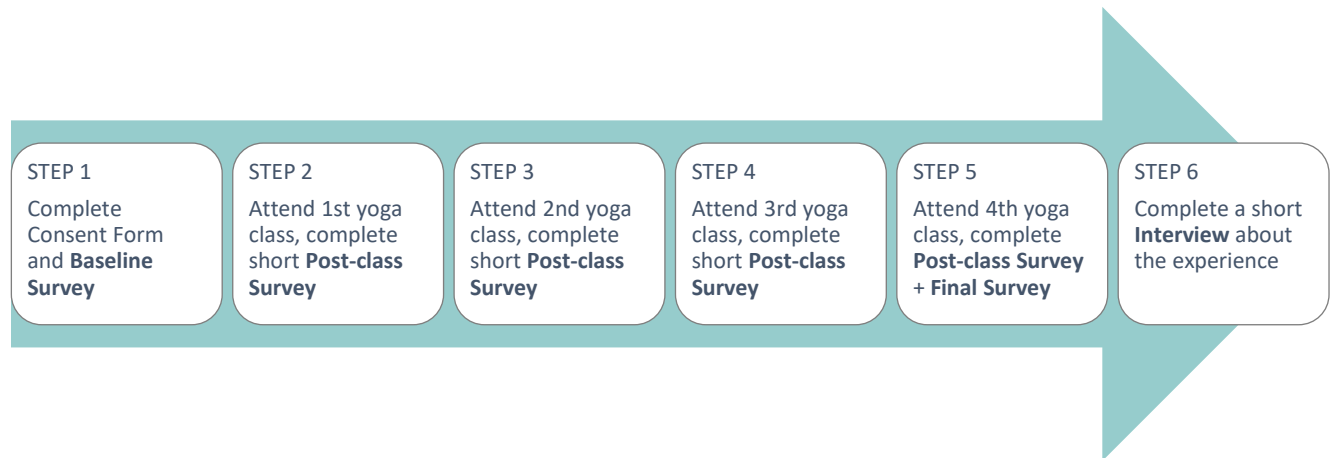 STEP 1
Complete
Consent Form
and Baseline
Survey
STEP 2
Attend 1st yoga
class, complete
short Post-class
Survey
STEP 3
Attend 2nd yoga
class, complete
short Post-class
Survey
STEP 4
Attend 3rd yoga
class, complete
short Post-class
Survey
STEP 5
Attend 4th yoga
class, complete
Post-class Survey
+ Final Survey
STEP 6
Complete a short
Interview about
the experience